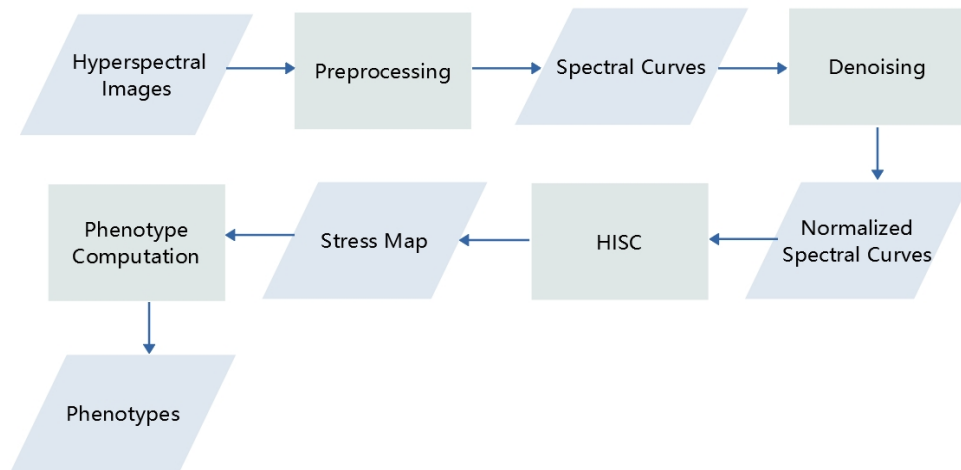 Hyperspectral
Images
Preprocessing
Spectral Curves
Denoising
Normalized
Spectral Curves
HISC
Stress Map
Phenotype
Computation
Phenotypes